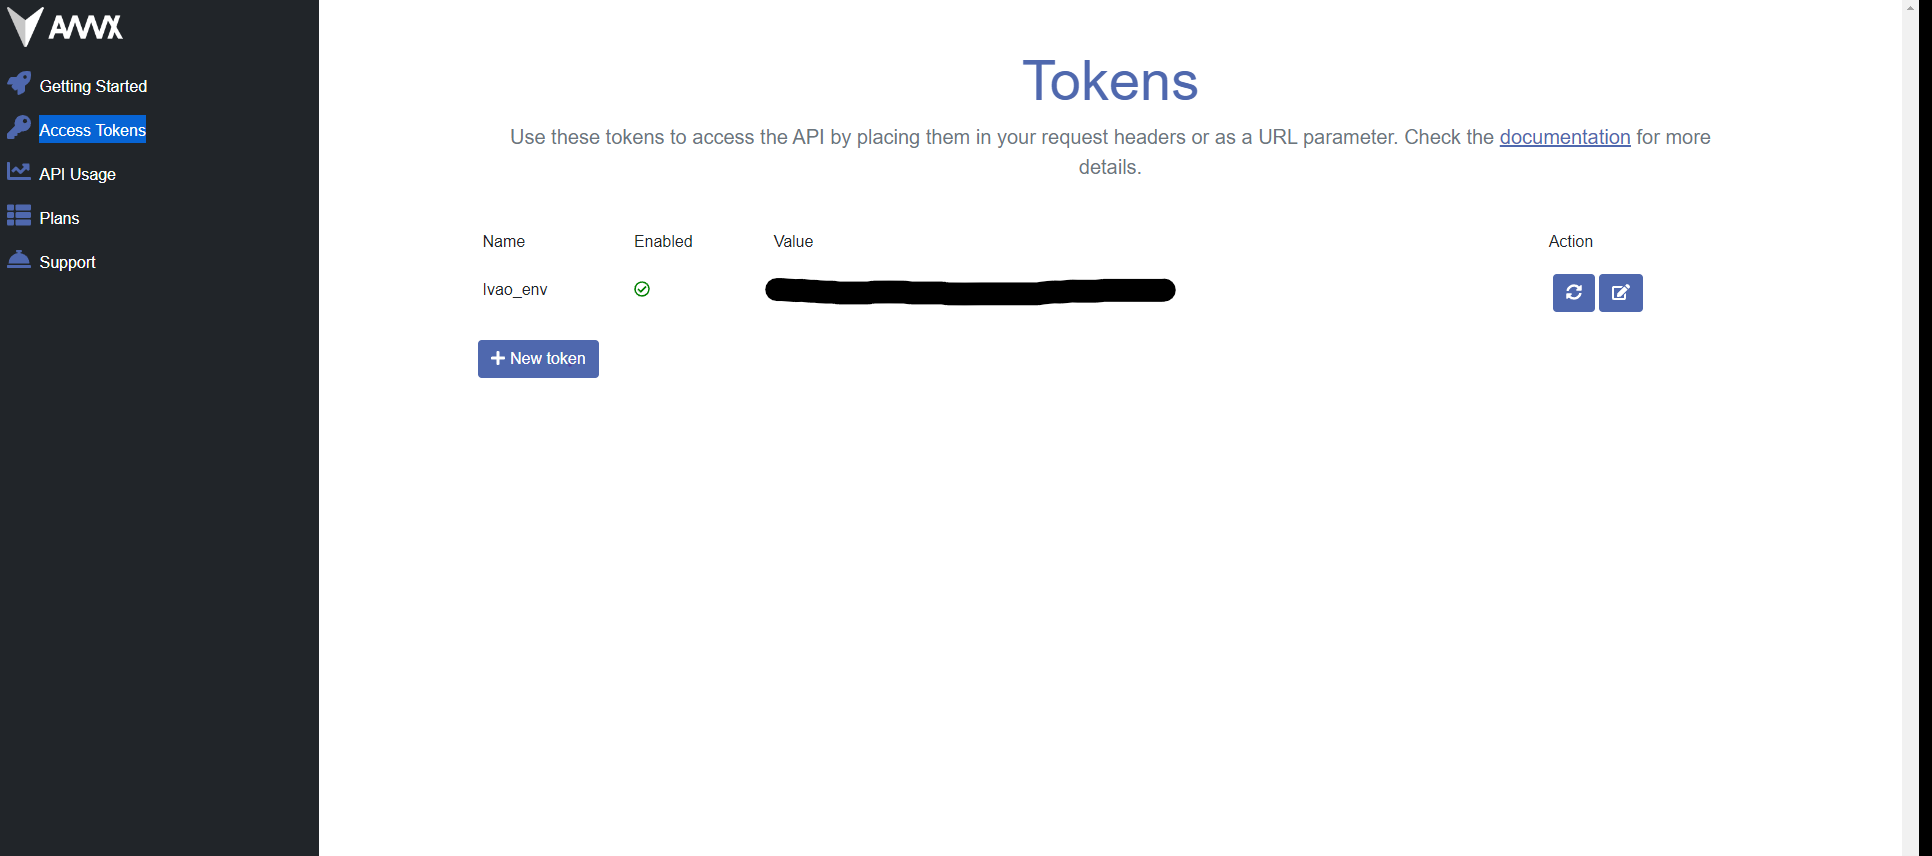 AVWX
Getting Started
Access Tokens
API Usage
Plans
Support
Tokens
Use these tokens to access the API by placing them in your request headers or as a URL parameter. Check the documentation for more
details.
Name Enabled Value Action
lvao_env
New token